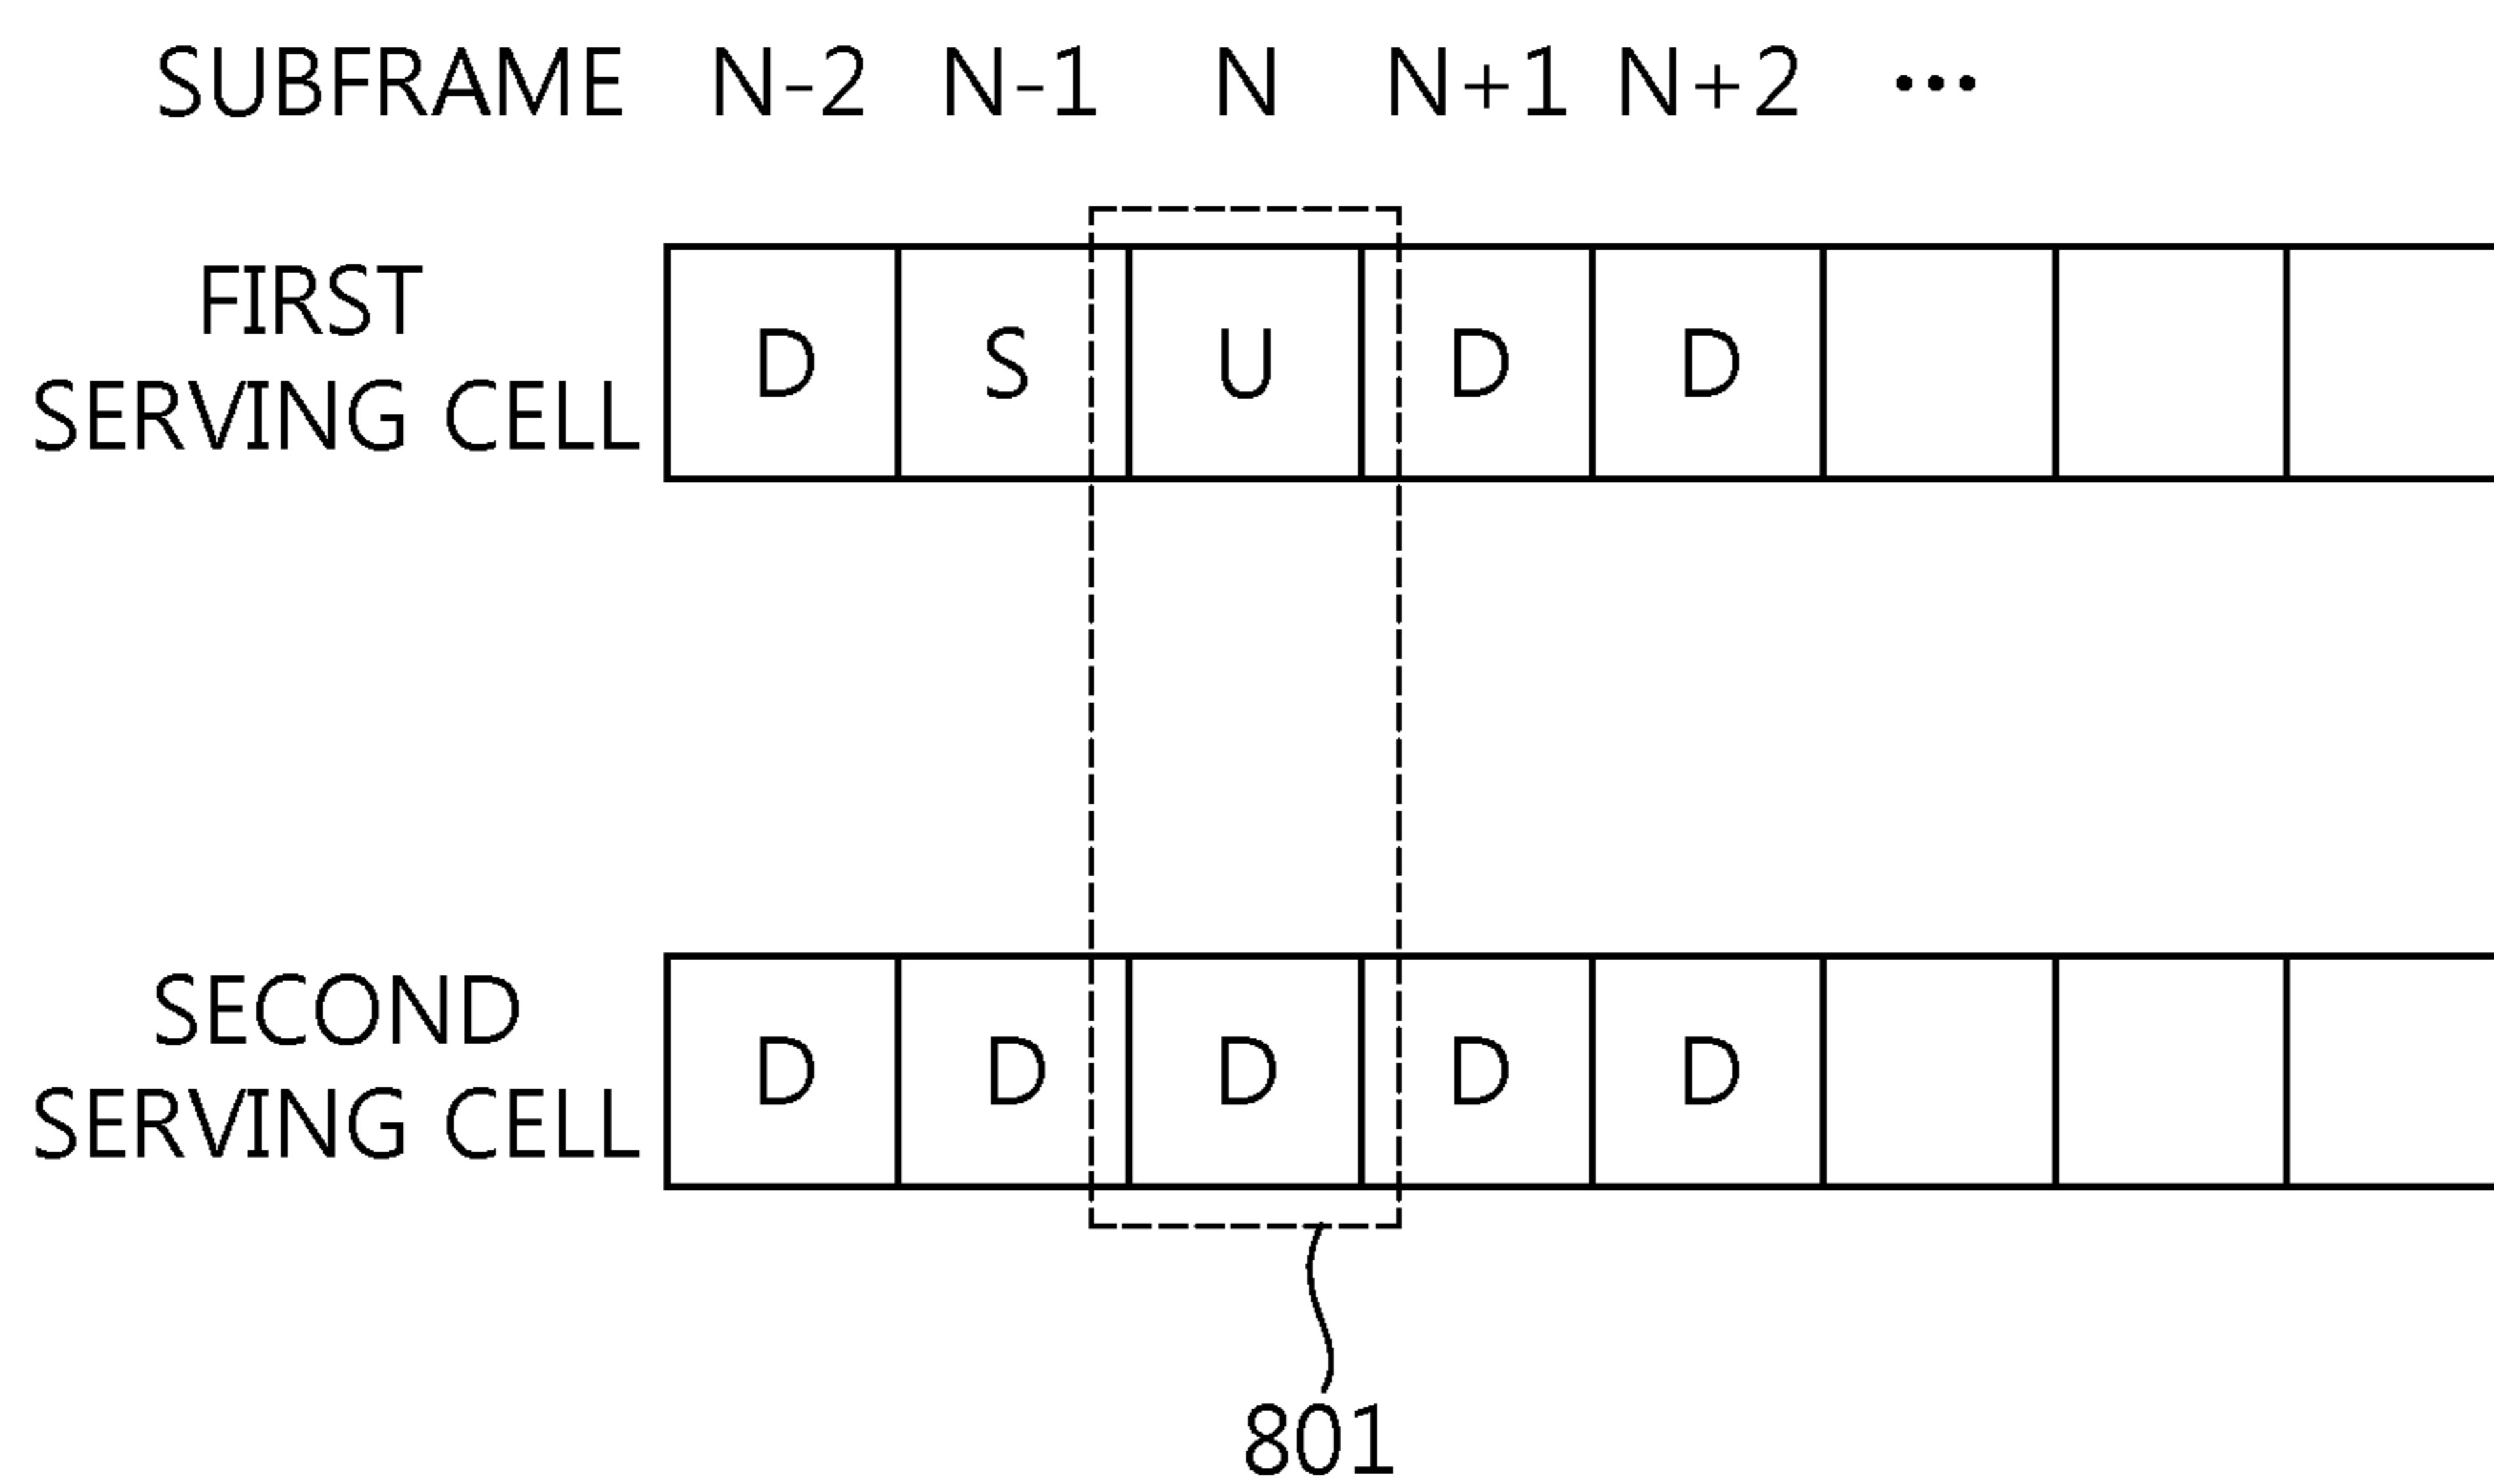 SUBFRAME N-2 N-1 N N+1 N+2 •••
FIRST
SERVING CELL
D S U D D
SECOND
SERVING CELL
D D D D D
801